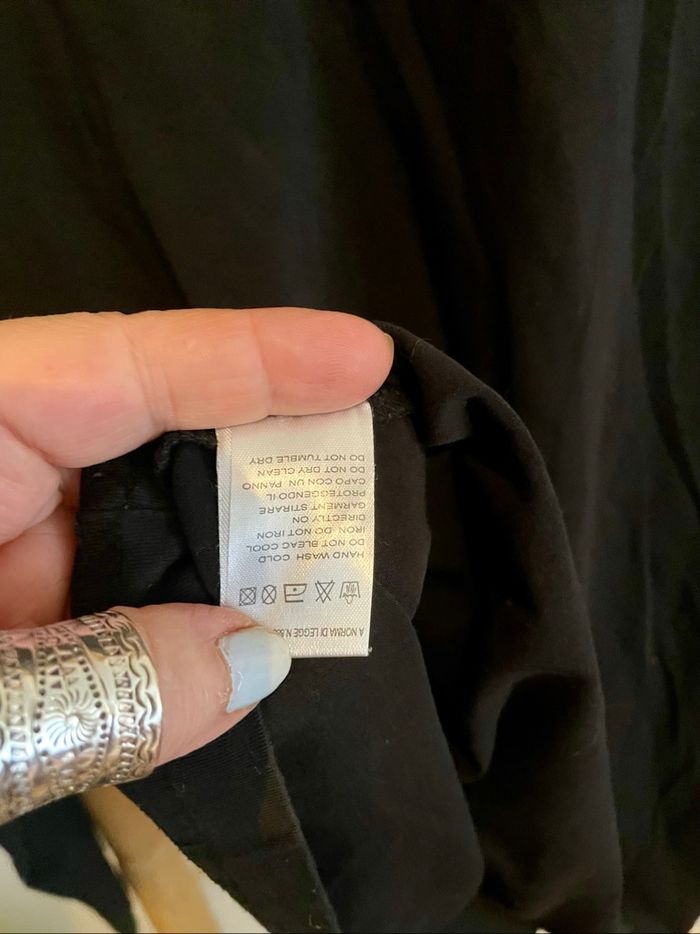 A NORMA DI LEGGE N
HAND WASH COLD
DO NOT BLEAC COOL
IRON DO NOT IRON
DIRECTLY ON
GARMENT STIRARE
PROTEGGENDO IL
CAPO CON UN PANNO
DO NOT DRY CLEAN
DO NOT TUMBLE DRY